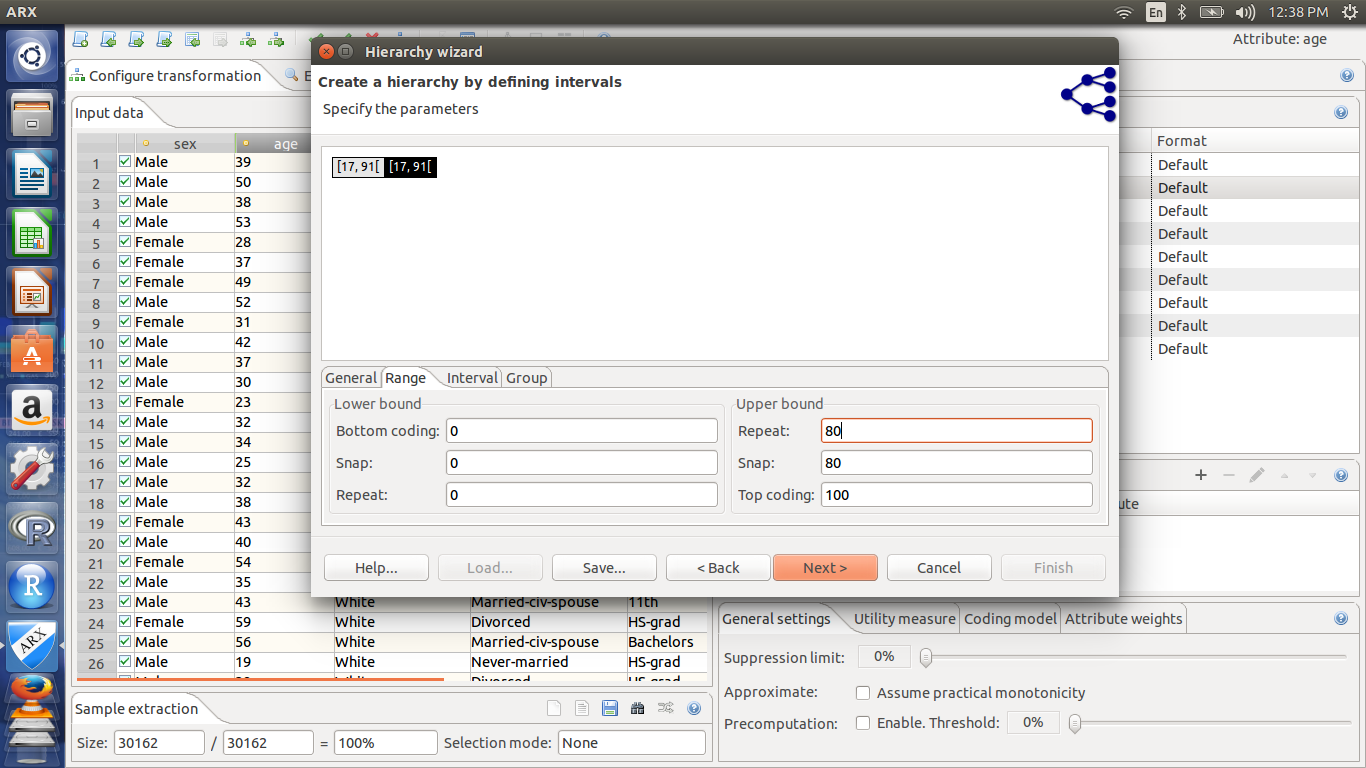 ARX
En
12:38 PM
Attribute: age
Configure transformation
Hierarchy wizard
Create a hierarchy by defining intervals
Specify the parameters
Input data
Format
sex age
1 Male 39
2 Male 50
3 Male 38
4 Male 53
5 Female 28
6 Female 37
7 Female 49
8 Male 52
9 Female 31
10 Male 42
11 Male 37
12 Male 30
13 Female 23
14 Male 32
15 Male 34
16 Male 25
17 Male 32
18 Male 38
19 Female 43
20 Male 40
21 Female 54
22 Male 35
23 Male 43 White Married-civ-spouse 11th
24 Female 59 White Divorced HS-grad
25 Male 56 White Married-civ-spouse Bachelors
26 Male 19 White Never-married HS-grad
[17, 91[ [17, 91[
Default
Default
Default
Default
Default
Default
Default
Default
Default
General Range Interval Group
Lower bound
Bottom coding: 0
Snap: 0
Repeat: 0
Upper bound
Repeat: 80
Snap: 80
Top coding: 100
Help... Load... Save... < Back Next > Cancel Finish
General settings Utility measure Coding model Attribute weights
Suppression limit: 0%
Approximate: Assume practical monotonicity
Precomputation: Enable. Threshold: 0%
Sample extraction
Size: 30162 / 30162 = 100% Selection mode: None
a
A
R
R
ARX